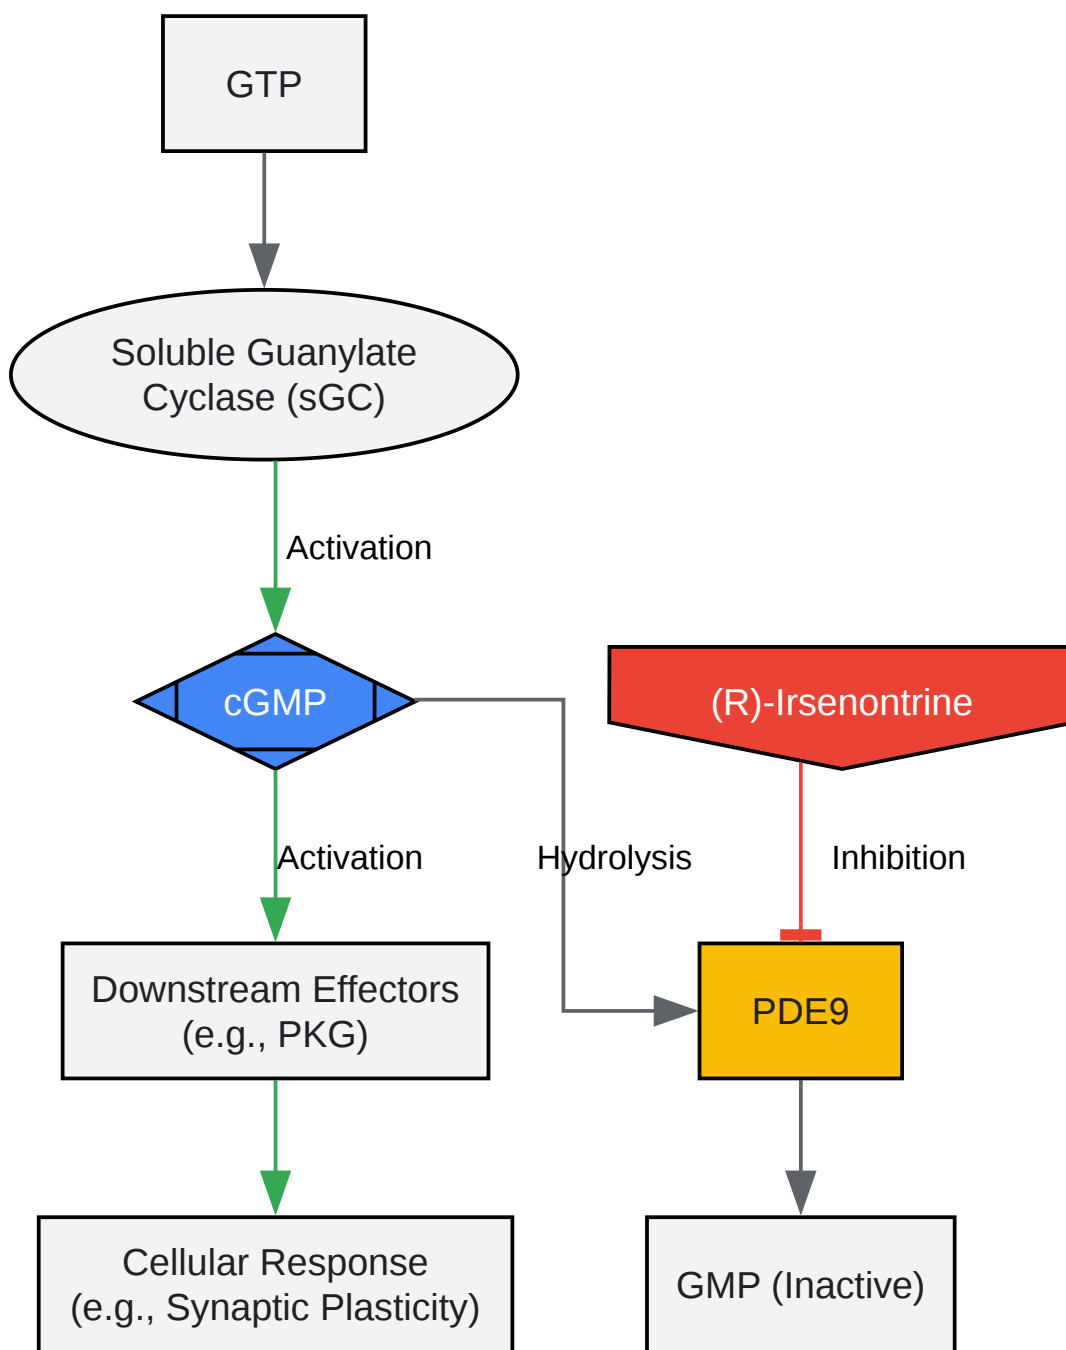 GTP
Soluble Guanylate
Cyclase (sGC)
Activation
cGMP
(R)-Irsenontrine
Activation
Hydrolysis
Inhibition
Downstream Effectors
(e.g., PKG)
PDE9
Cellular Response
(e.g., Synaptic Plasticity)
GMP (Inactive)